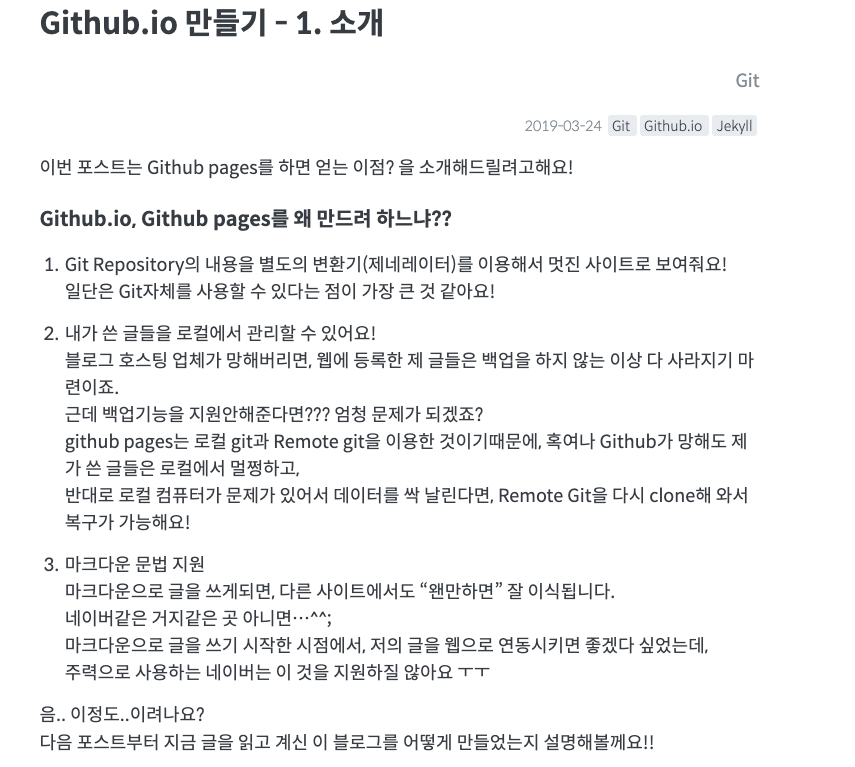 Github.io 만들기 - 1. 소개
Git
2019-03-24 Git Github.io Jekyll
이번 포스트는 Github pages를 하면 얻는 이점? 을 소개해드릴려고해요!
Github.io, Github pages를 왜 만드려 하느냐??
1. Git Repository의 내용을 별도의 변환기(제네레이터)를 이용해서 멋진 사이트로 보여줘요!
일단은 Git자체를 사용할 수 있다는 점이 가장 큰 것 같아요!
2. 내가 쓴 글들을 로컬에서 관리할 수 있어요!
블로그 호스팅 업체가 망해버리면, 웹에 등록한 제 글들은 백업을 하지 않는 이상 다 사라지기 마
련이죠.
근데 백업기능을 지원안해준다면??? 엄청 문제가 되겠죠?
github pages는 로컬 git과 Remote git을 이용한 것이기때문에, 혹여나 Github가 망해도 제
가 쓴 글들은 로컬에서 멀쩡하고,
반대로 로컬 컴퓨터가 문제가 있어서 데이터를 싹 날린다면, Remote Git을 다시 clone해 와서
복구가 가능해요!
3. 마크다운 문법 지원
마크다운으로 글을 쓰게되면, 다른 사이트에서도 “왠만하면” 잘 이식됩니다.
네이버같은 거지같은 곳 아니면…^^;
마크다운으로 글을 쓰기 시작한 시점에서, 저의 글을 웹으로 연동시키면 좋겠다 싶었는데,
주력으로 사용하는 네이버는 이 것을 지원하질 않아요 ㅜㅜ
음.. 이정도..이려나요?
다음 포스트부터 지금 글을 읽고 계신 이 블로그를 어떻게 만들었는지 설명해볼께요!!